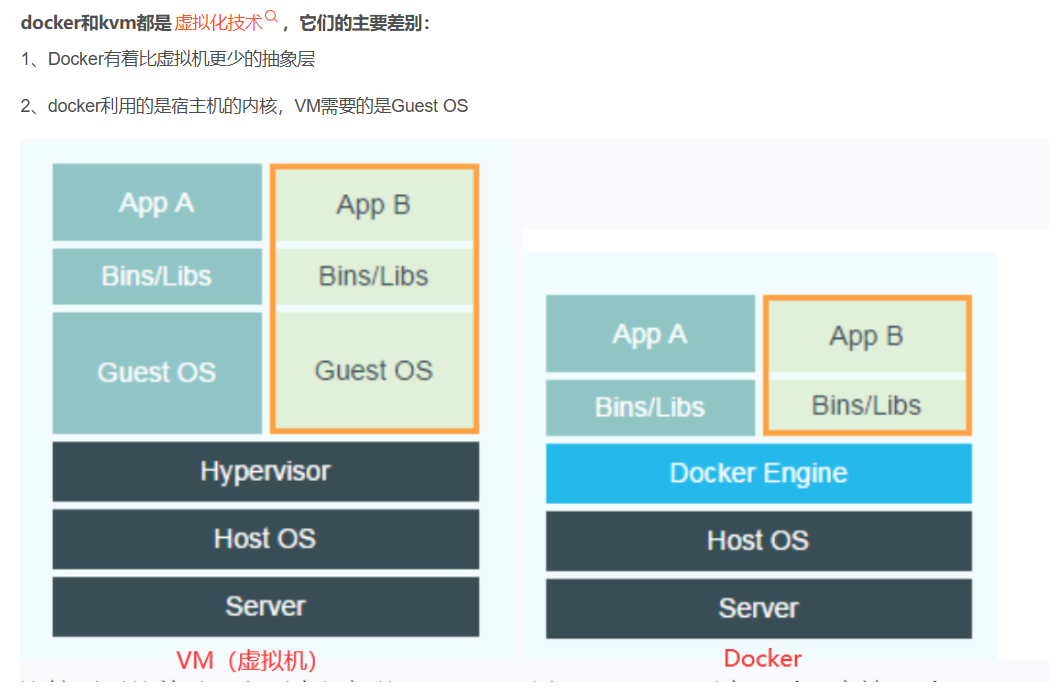 docker和kvm都是 虚拟化技术 ，它们的主要差别：
1、Docker有着比虚拟机更少的抽象层
2、docker利用的是宿主机的内核，VM需要的是Guest OS
App A
App B
Bins/Libs
Bins/Libs
Guest OS
Guest OS
Hypervisor
Host OS
Server
VM（虚拟机）
App A
App B
Bins/Libs
Bins/Libs
Docker Engine
Host OS
Server
Docker